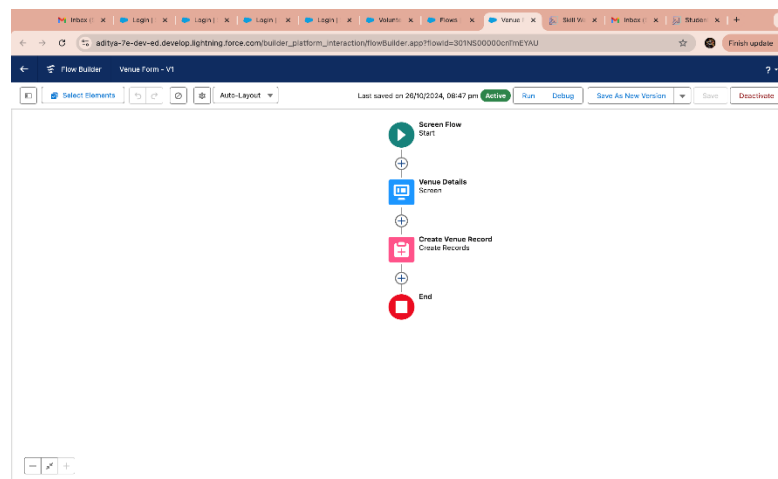 Inbox (
Login |
Login |
Login |
Login |
Volunte
Flows
Venue F
Skill W
Inbox (
Studen
aditya-7e-dev-ed.develop.lightning.force.com/builder_platform_interaction/flowBuilder.app?flowId=301NS00000cnTmEYAU
Finish update
Flow Builder
Venue Form - V1
?
Select Elements
Auto-Layout
Last saved on 26/10/2024, 08:47 pm
Active
Run
Debug
Save As New Version
Save
Deactivate
Screen Flow
Start
Venue Details
Screen
Create Venue Record
Create Records
End